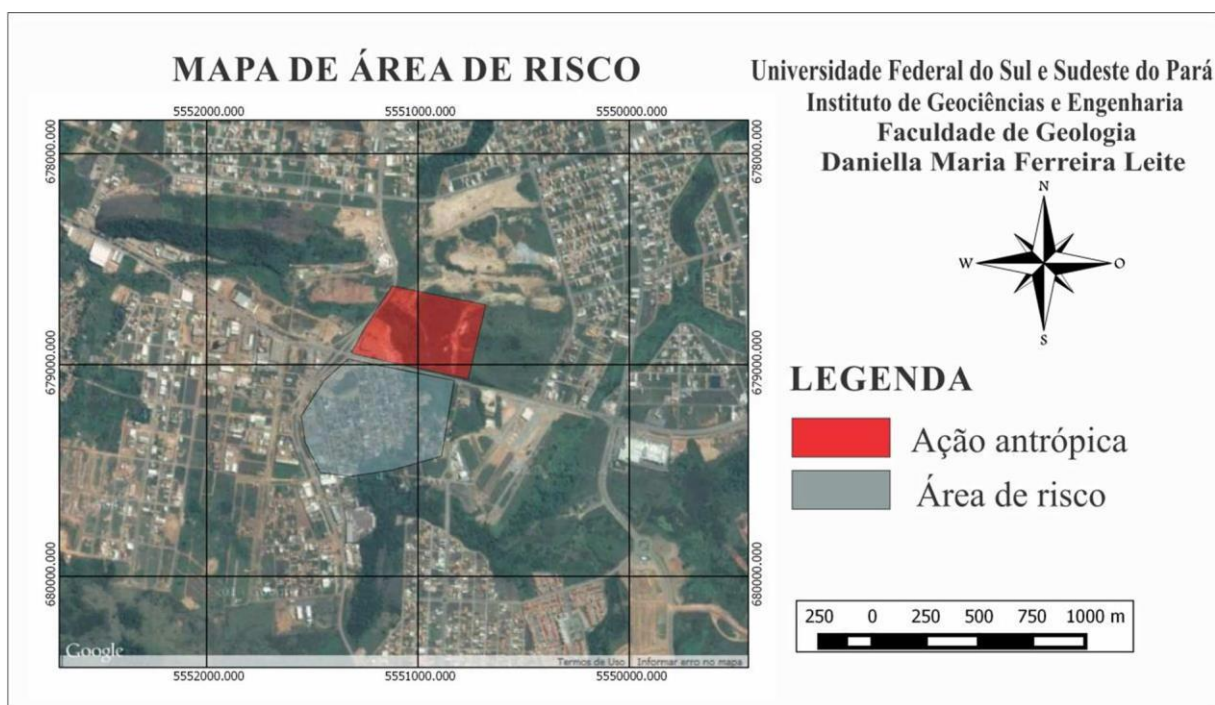 MAPA DE ÁREA DE RISCO
Universidade Federal do Sul e Sudeste do Pará
Instituto de Geociências e Engenharia
Faculdade de Geologia
Daniella Maria Ferreira Leite
5552000.000 5551000.000 5550000.000
678000.000 678000.000
679000.000 679000.000
680000.000 680000.000
N
W O
S
LEGENDA
Ação antrópica
Área de risco
250 0 250 500 750 1000 m
Google
Termos de Uso Informar erro no mapa
5552000.000 5551000.000 5550000.000